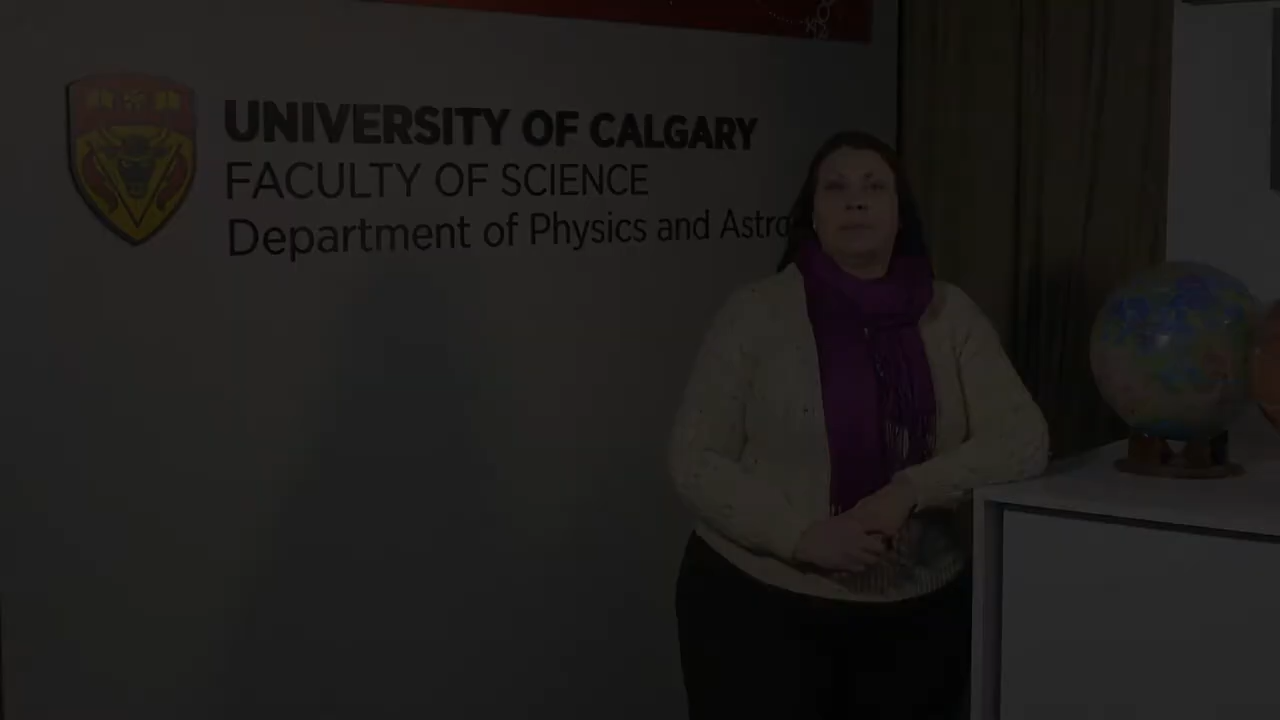 UNIVERSITY OF CALGARY
FACULTY OF SCIENCE
Department of Physics and Astro